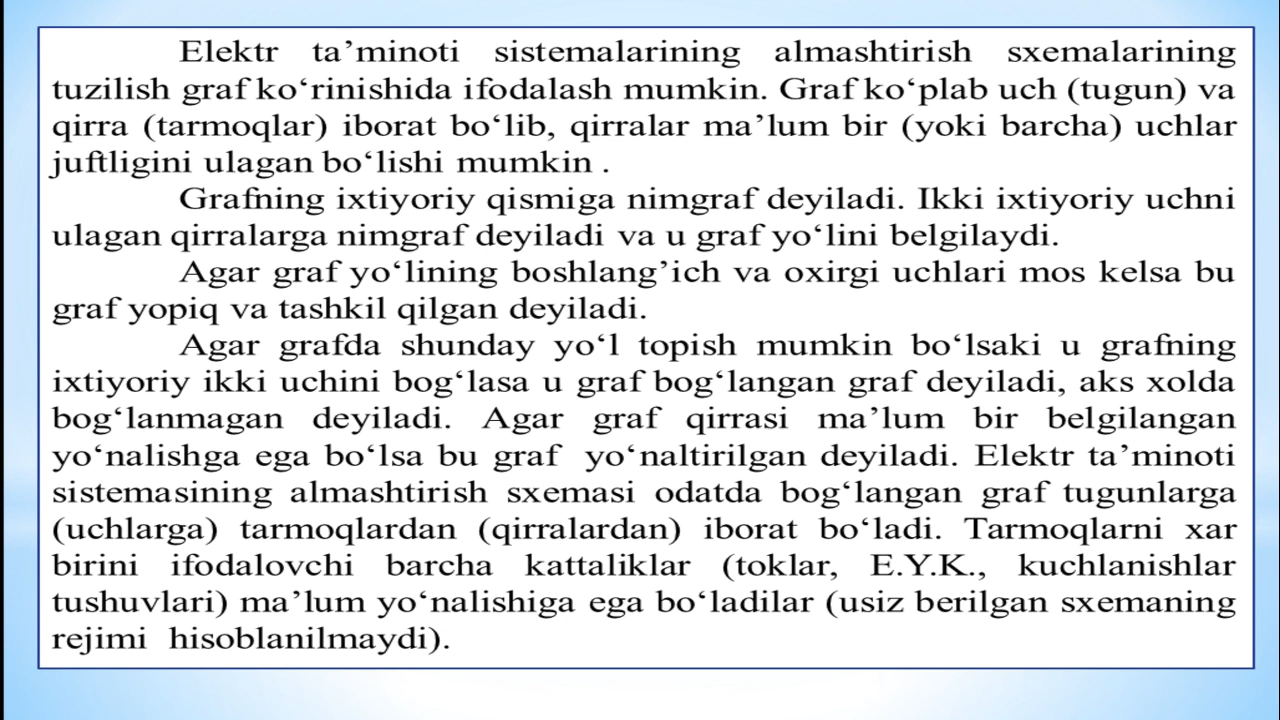 Elektr ta’minoti sistemalarining almashtirish sxemalarining
tuzilish graf ko‘rinishida ifodalash mumkin. Graf ko‘plab uch (tugun) va
qirra (tarmoqlar) iborat bo‘lib, qirralar ma’lum bir (yoki barcha) uchlar
juftligini ulagan bo‘lishi mumkin .
Grafning ixtiyoriy qismiga nimgraf deyiladi. Ikki ixtiyoriy uchni
ulagan qirralarga nimgraf deyiladi va u graf yo‘lini belgilaydi.
Agar graf yo‘lining boshlang’ich va oxirgi uchlari mos kelsa bu
graf yopiq va tashkil qilgan deyiladi.
Agar grafda shunday yo‘l topish mumkin bo‘lsaki u grafning
ixtiyoriy ikki uchini bog‘lasa u graf bog‘langan graf deyiladi, aks xolda
bog‘lanmagan deyiladi. Agar graf qirrasi ma’lum bir belgilangan
yo‘nalishga ega bo‘lsa bu graf yo‘naltirilgan deyiladi. Elektr ta’minoti
sistemasining almashtirish sxemasi odatda bog‘langan graf tugunlarga
(uchlarga) tarmoqlardan (qirralardan) iborat bo‘ladi. Tarmoqlarni xar
birini ifodalovchi barcha kattaliklar (toklar, E.Y.K., kuchlanishlar
tushuvlari) ma’lum yo‘nalishiga ega bo‘ladilar (usiz berilgan sxemaning
rejimi hisoblanilmaydi).